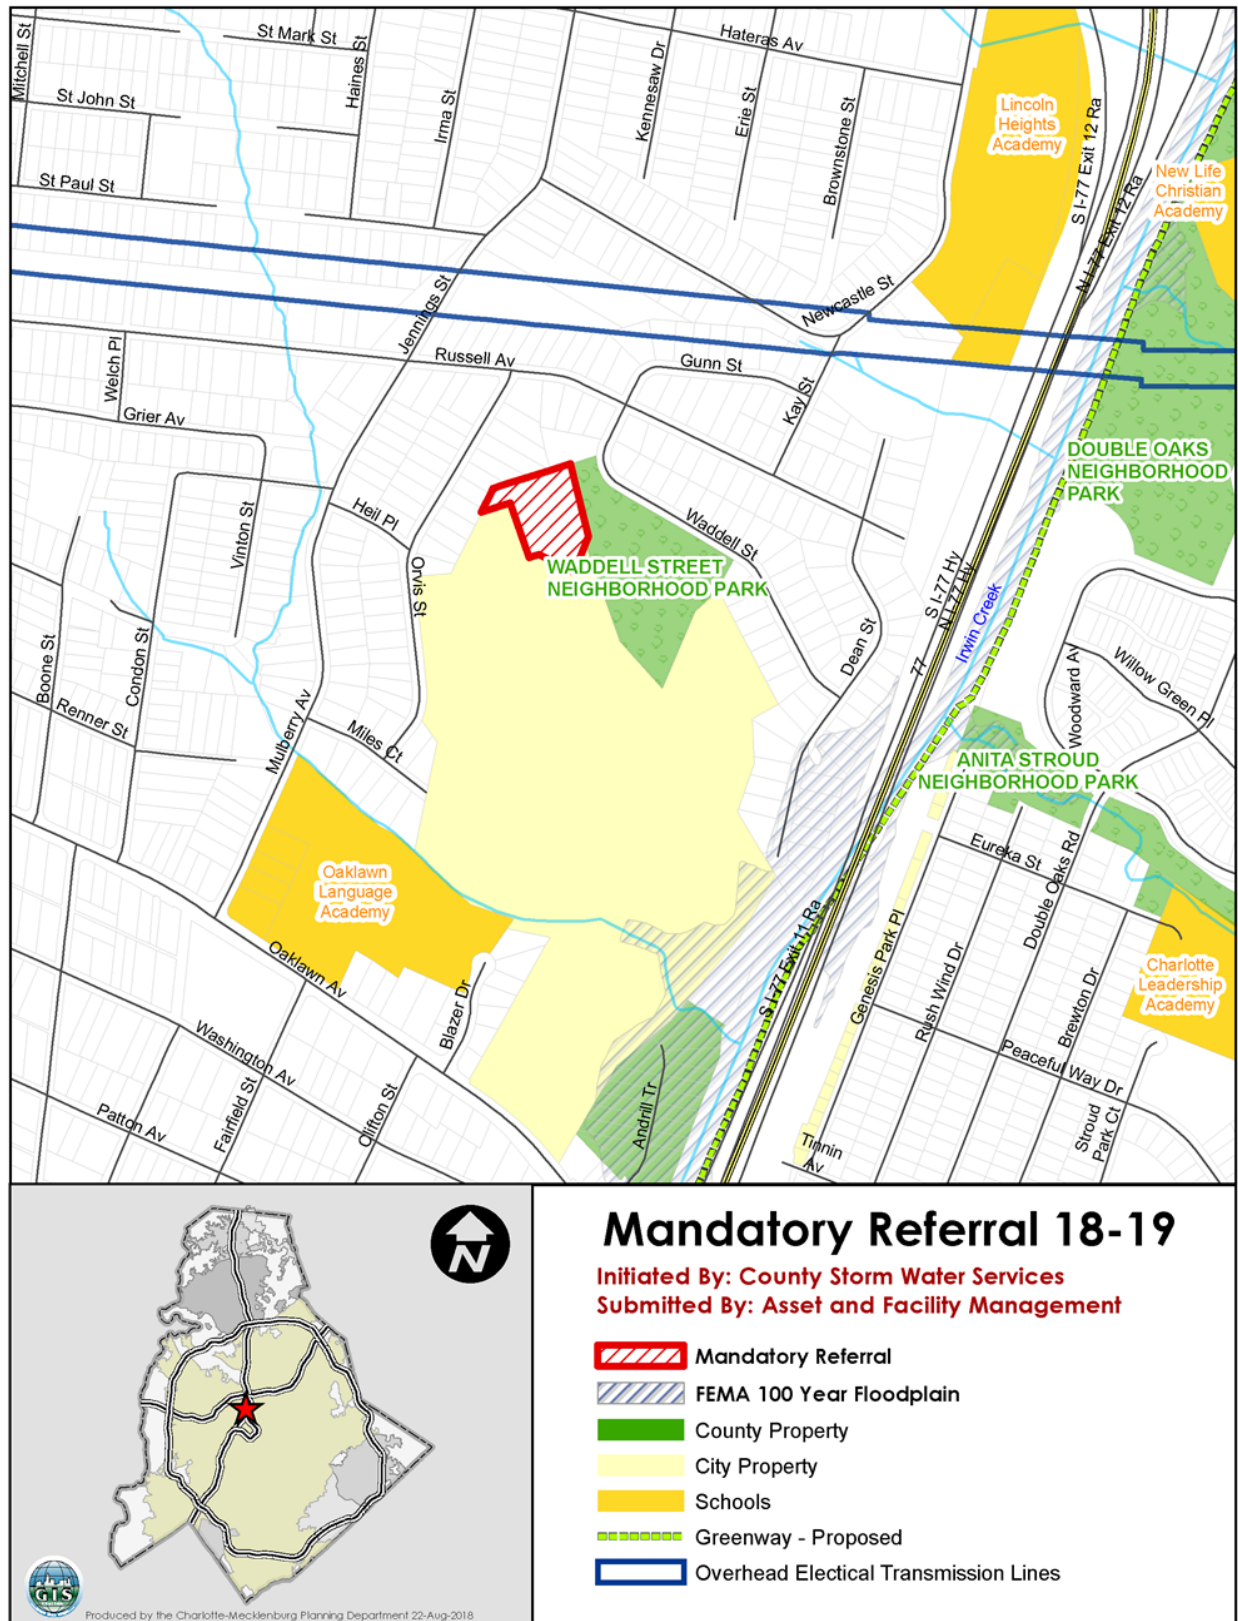 Mitchell St
St Mark St
Haines St
Hateras Av
Kennesaw Dr
St John St
Irma St
Erie St
Brownstone St
Lincoln
Heights
Academy
S I-77 Exit 12 Ra
N I-77 Exit 12 Ra
New Life
Christian
Academy
St Paul St
Jennings St
Newcastle St
Russell Av
Gunn St
Kay St
Welch Pl
Grier Av
DOUBLE OAKS
NEIGHBORHOOD
PARK
Vinton St
Heil Pl
Waddell St
Orvis St
WADDELL STREET
NEIGHBORHOOD PARK
S I-77 Hy
N I-77 Hy
Irwin Creek
77
Boone St
Condon St
Dean St
Woodward Av
Willow Green Pl
Renner St
Mulberry Av
Miles Ct
ANITA STROUD
NEIGHBORHOOD PARK
Eureka St
Double Oaks Rd
Oaklawn
Language
Academy
S I-77 Exit 11 Ra
Genesis Park Pl
Rush Wind Dr
Brewton Dr
Charlotte
Leadership
Academy
Oaklawn Av
Blazer Dr
Washington Av
Peaceful Way Dr
Fairfield St
Clifton St
Patton Av
Andrill Tr
Tinnin
Av
Stroud
Park Ct
N
Mandatory Referral 18-19
Initiated By: County Storm Water Services
Submitted By: Asset and Facility Management
Mandatory Referral
FEMA 100 Year Floodplain
County Property
City Property
Schools
Greenway - Proposed
Overhead Electical Transmission Lines
GIS
Produced by the Charlotte-Mecklenburg Planning Department 22-Aug-2018